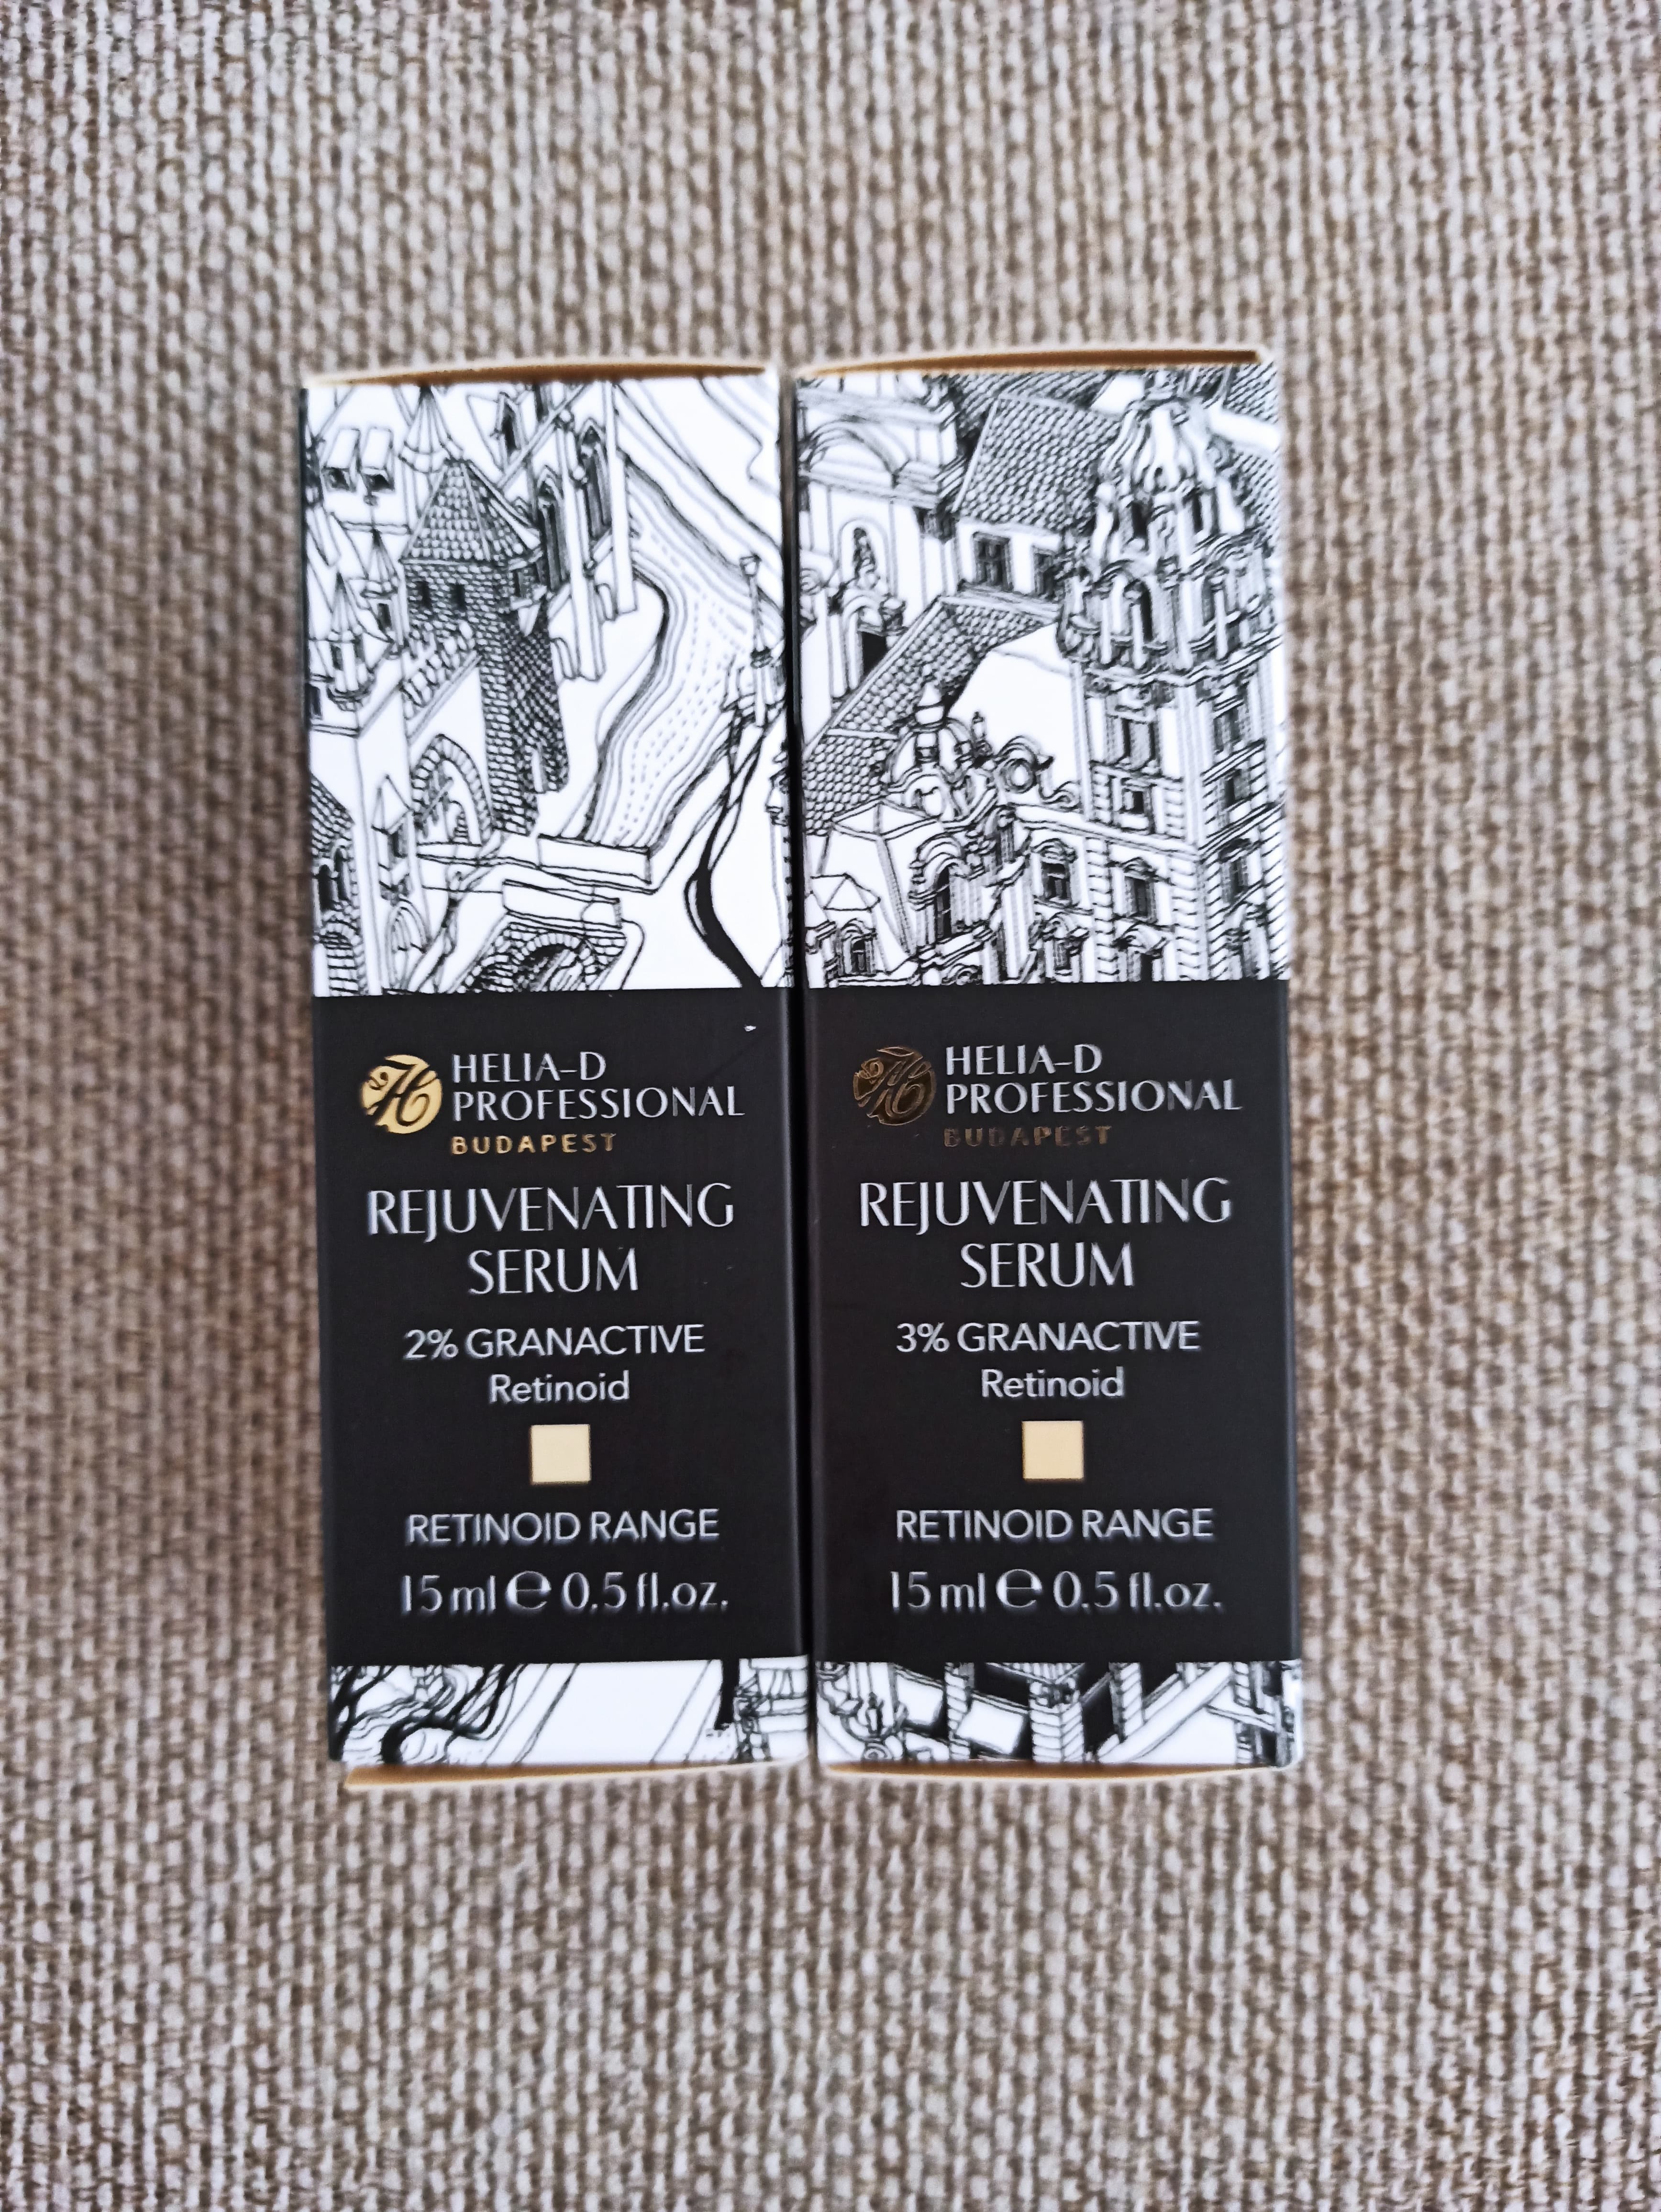 HELIA-D
PROFESSIONAL
BUDAPEST
REJUVENATING
SERUM
2% GRANACTIVE
Retinoid
RETINOID RANGE
15 ml e 0.5 fl.oz.
HELIA-D
PROFESSIONAL
BUDAPEST
REJUVENATING
SERUM
3% GRANACTIVE
Retinoid
RETINOID RANGE
15 ml e 0.5 fl.oz.